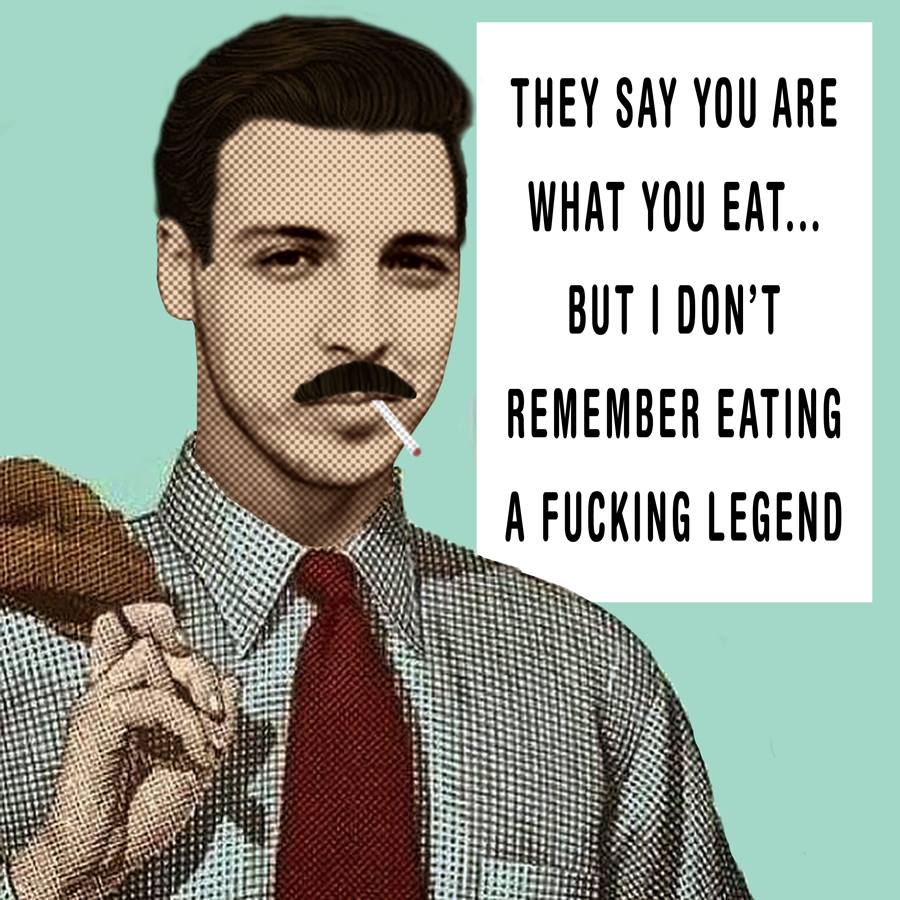 THEY SAY YOU ARE
WHAT YOU EAT...
BUT I DON'T
REMEMBER EATING
A FUCKING LEGEND